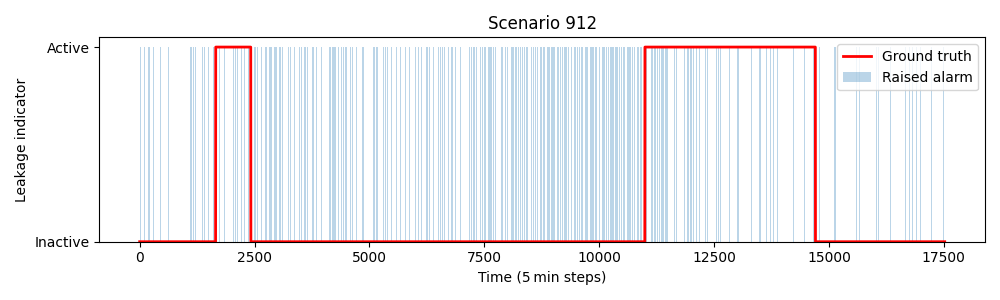 Scenario 912
Active
Inactive
Leakage indicator
Ground truth
Raised alarm
0
2500
5000
7500
10000
12500
15000
17500
Time (5 min steps)